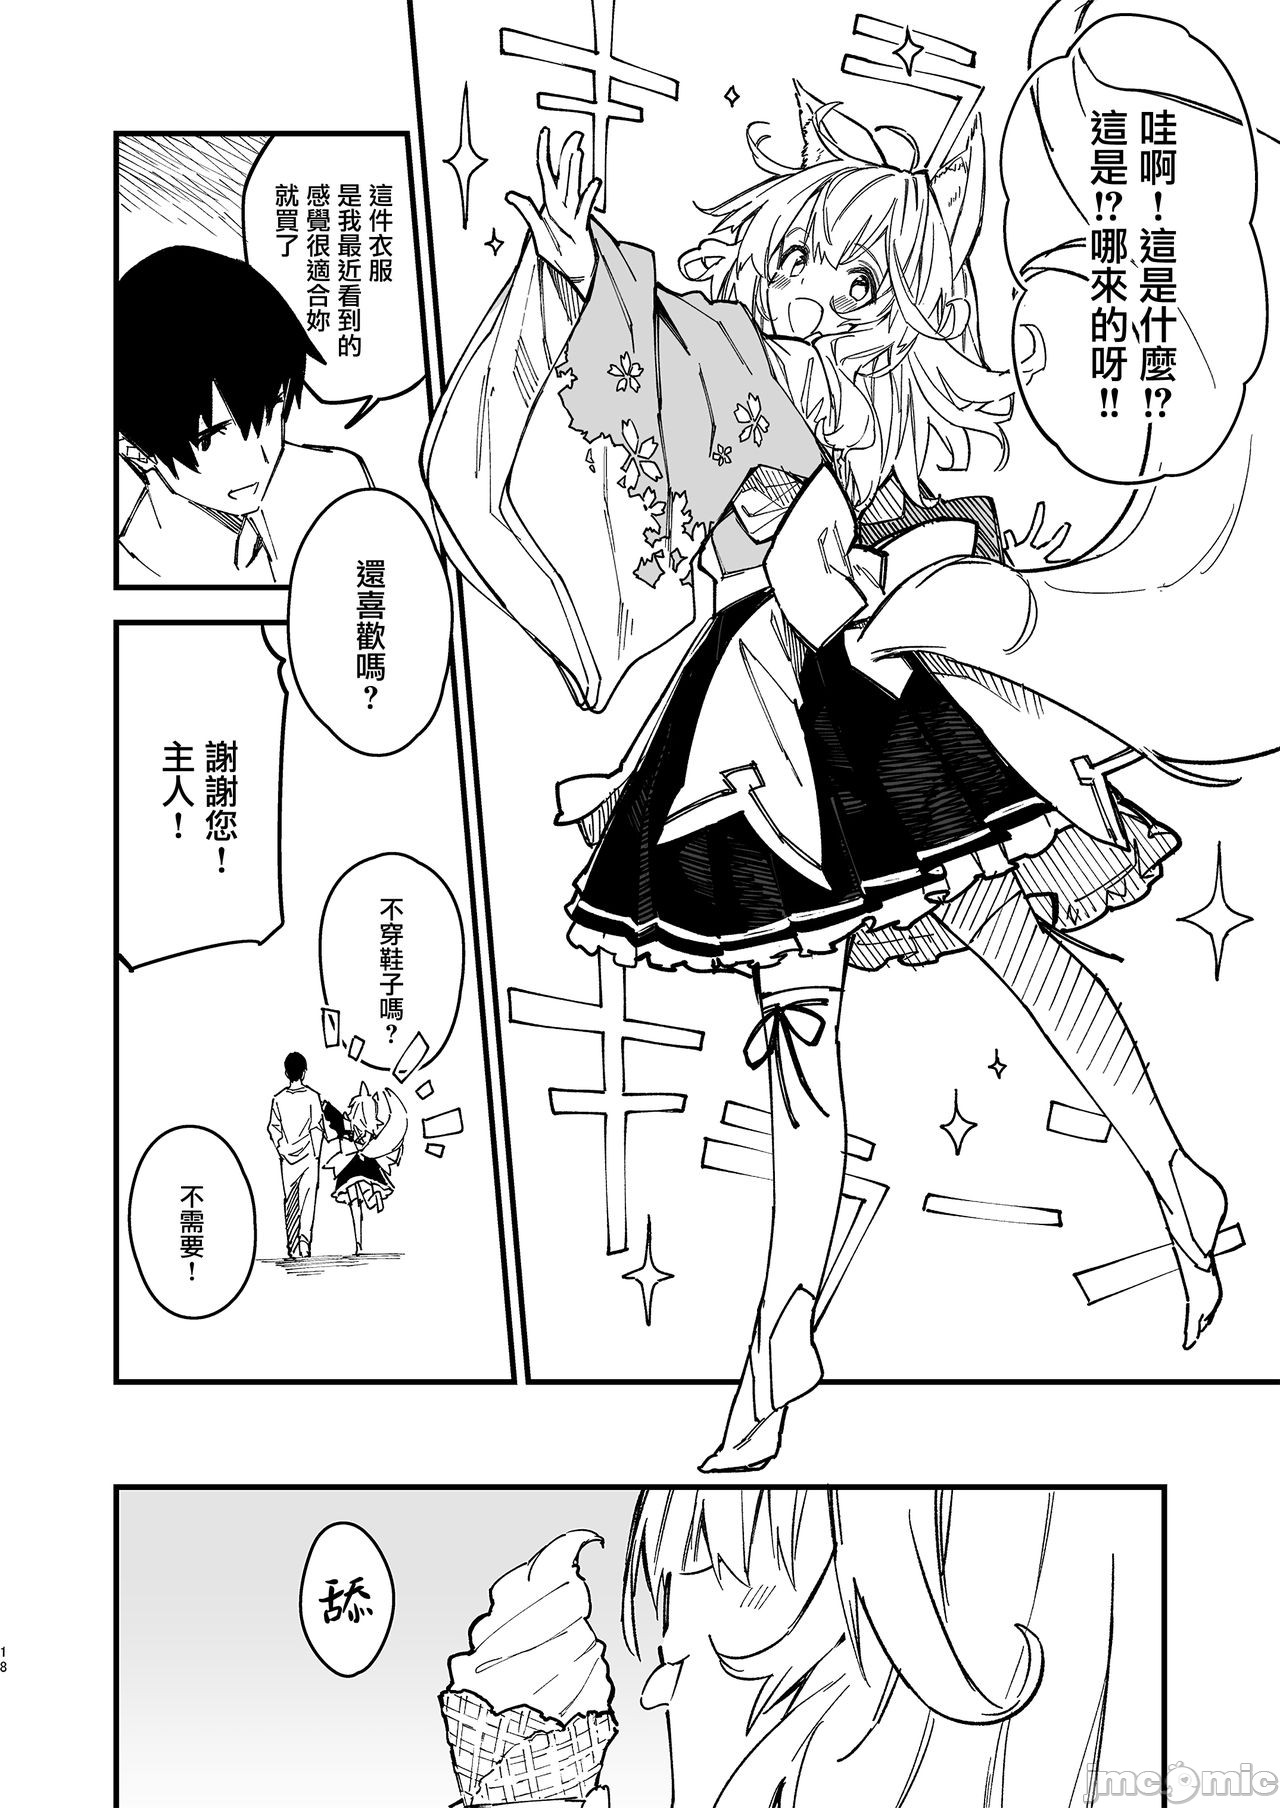 哇啊！這是什麼!?
這是!?哪來的呀!!
這件衣服
是我最近看到的
感覺很適合妳
就買了
還喜歡嗎？
謝謝您！
主人！
不穿鞋子嗎？
不需要！
舔
18
jmcomic